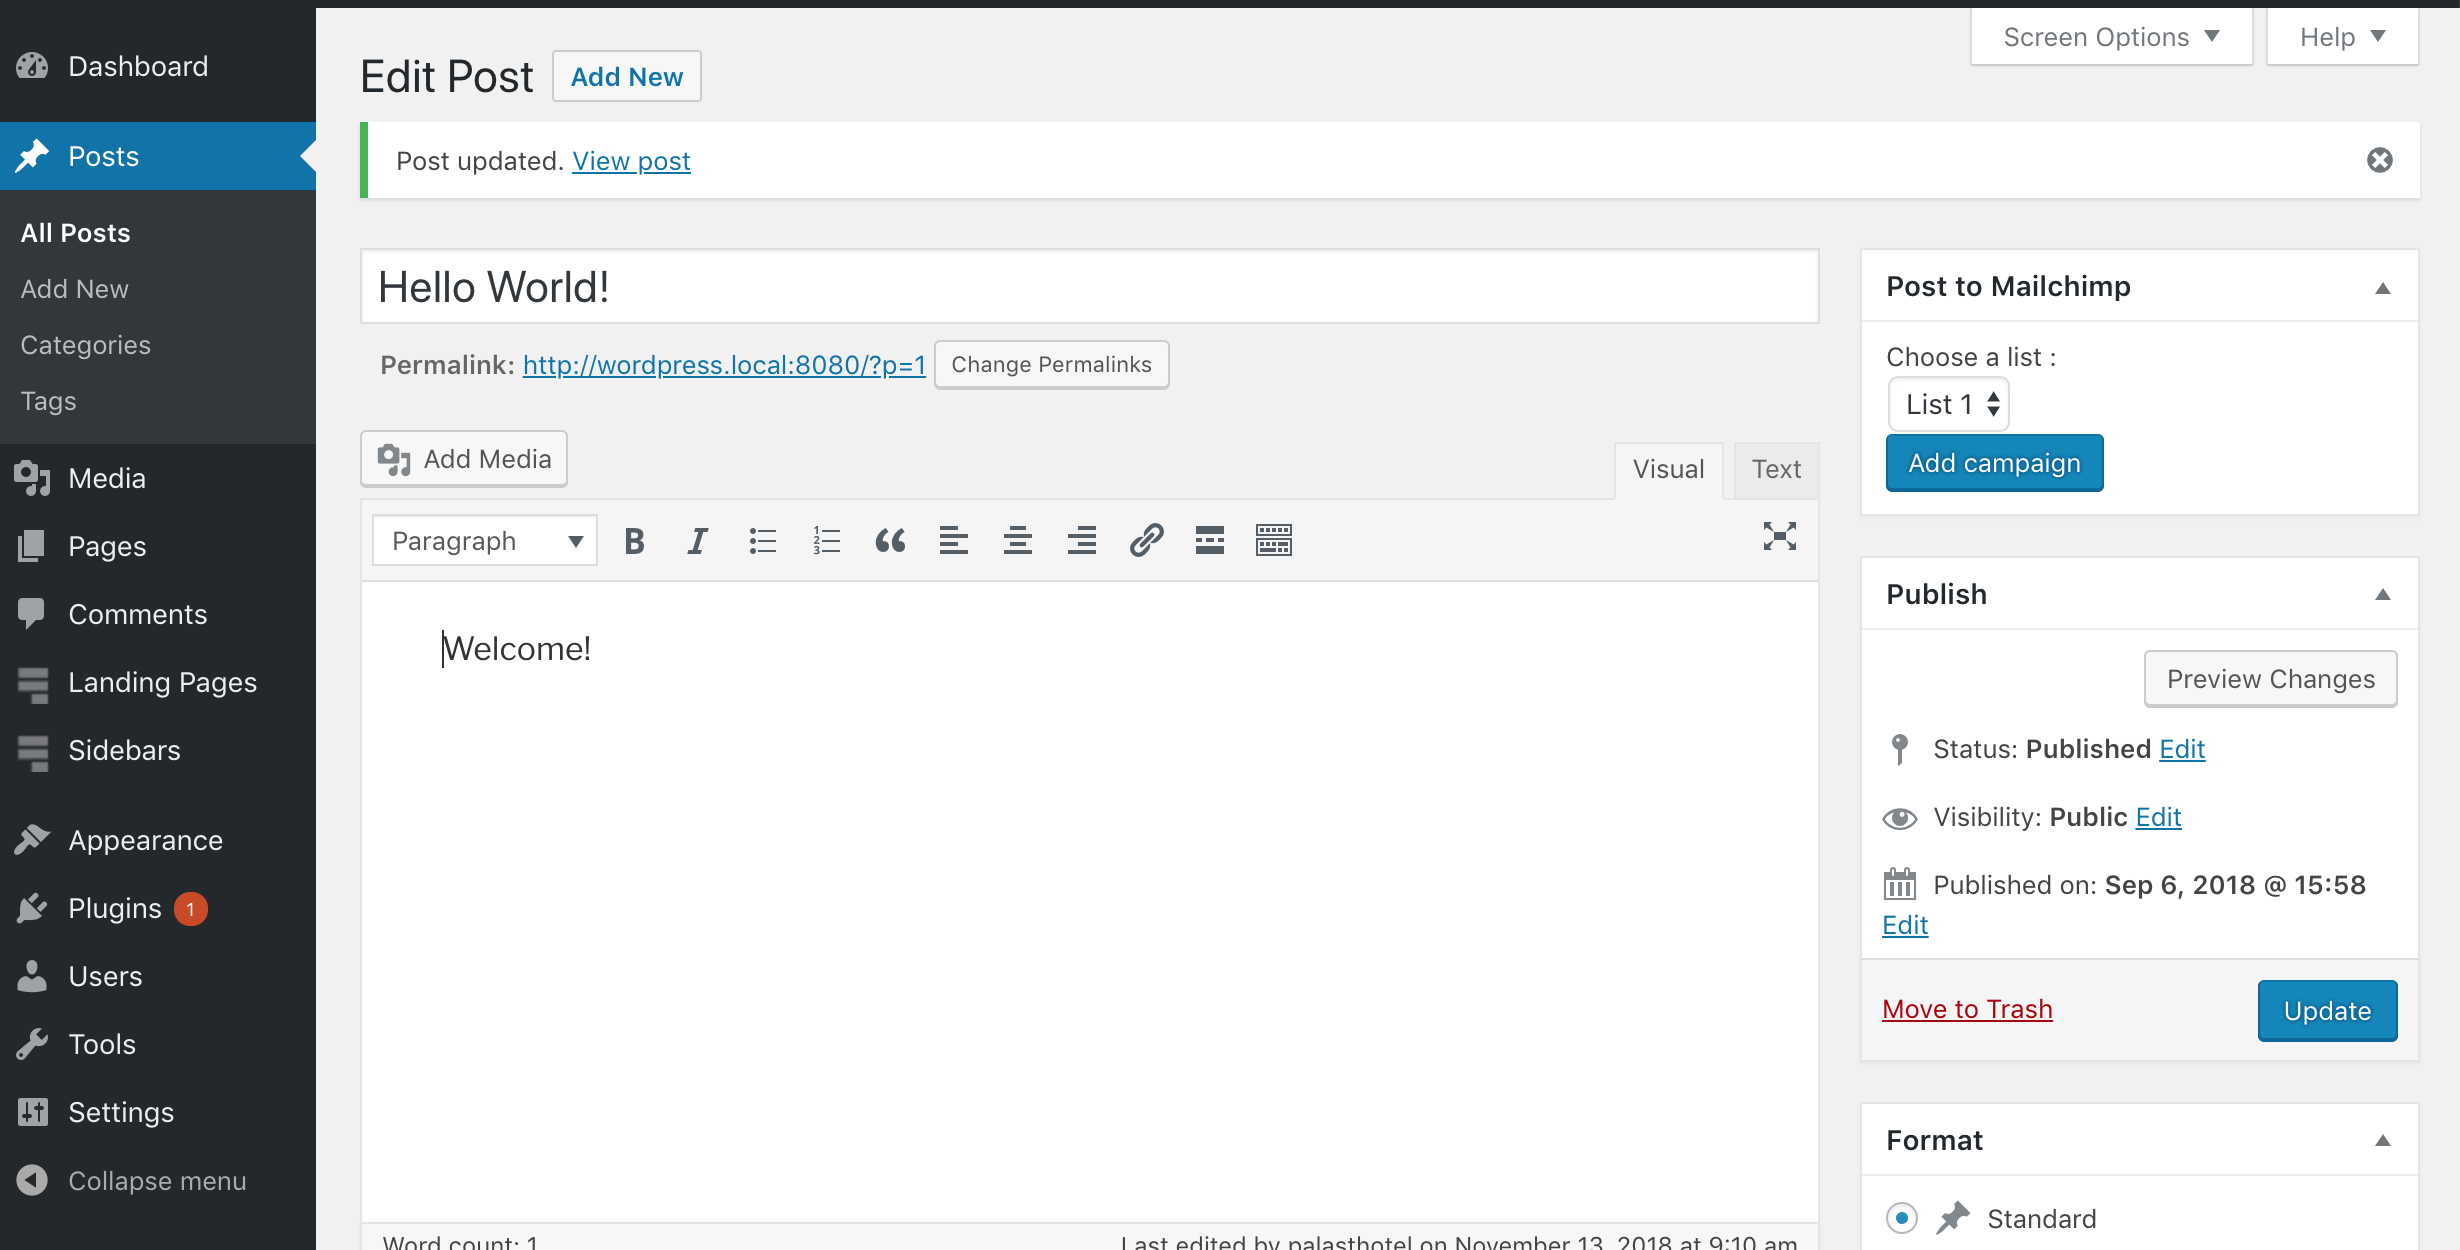 Screen Options
Help
Dashboard
Posts
All Posts
Add New
Categories
Tags
Media
Pages
Comments
Landing Pages
Sidebars
Appearance
Plugins 1
Users
Tools
Settings
Collapse menu
Edit Post Add New
Post updated. View post
Hello World!
Permalink: http://wordpress.local:8080/?p=1 Change Permalinks
Add Media
Visual Text
Paragraph
Welcome!
Word count: 1
Last edited by palasthotel on November 13, 2018 at 9:10 am
Post to Mailchimp
Choose a list :
List 1
Add campaign
Publish
Preview Changes
Status: Published Edit
Visibility: Public Edit
Published on: Sep 6, 2018 @ 15:58
Edit
Move to Trash
Update
Format
Standard